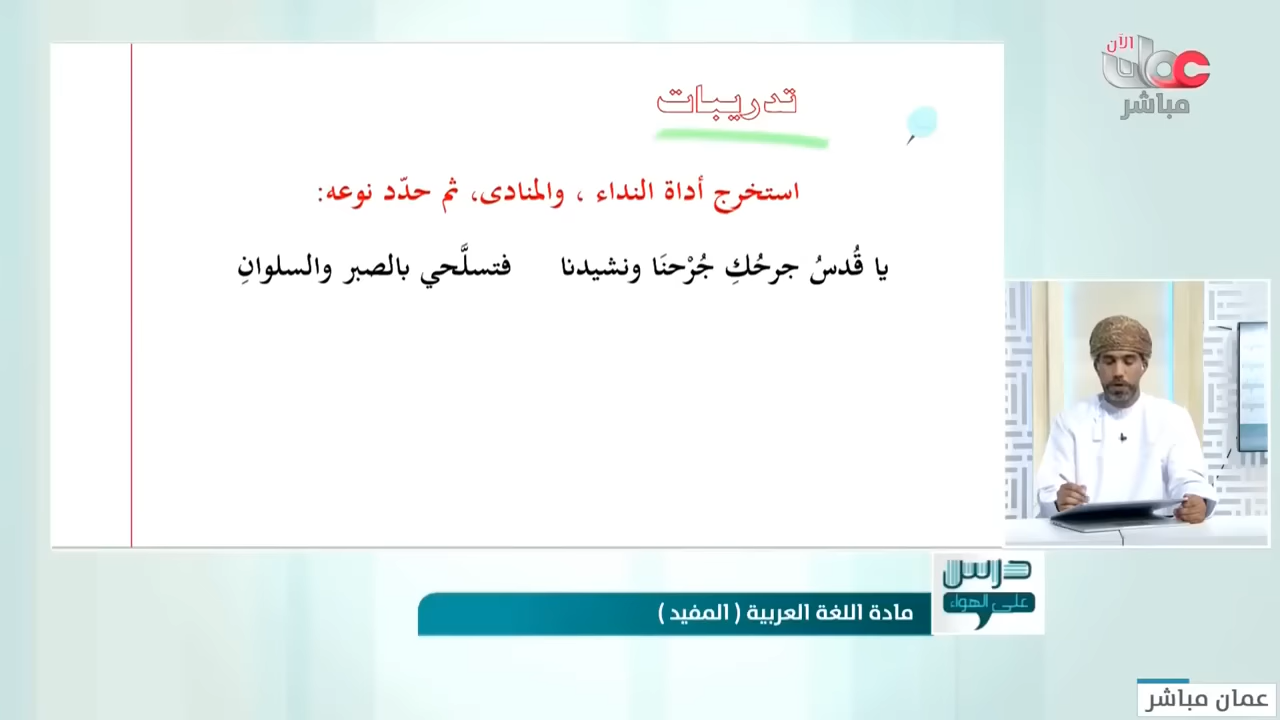 الآن
عمان
مباشر
تدريبات
استخرج أداة النداء ، والمنادى، ثم حدّد نوعه:
يا قُدسُ جرحُكِ جُرْحنَا ونشيدنا فتسلَّحي بالصبر والسلوانِ
درس
على الهواء
مادة اللغة العربية ( المفيد )
عمان مباشر